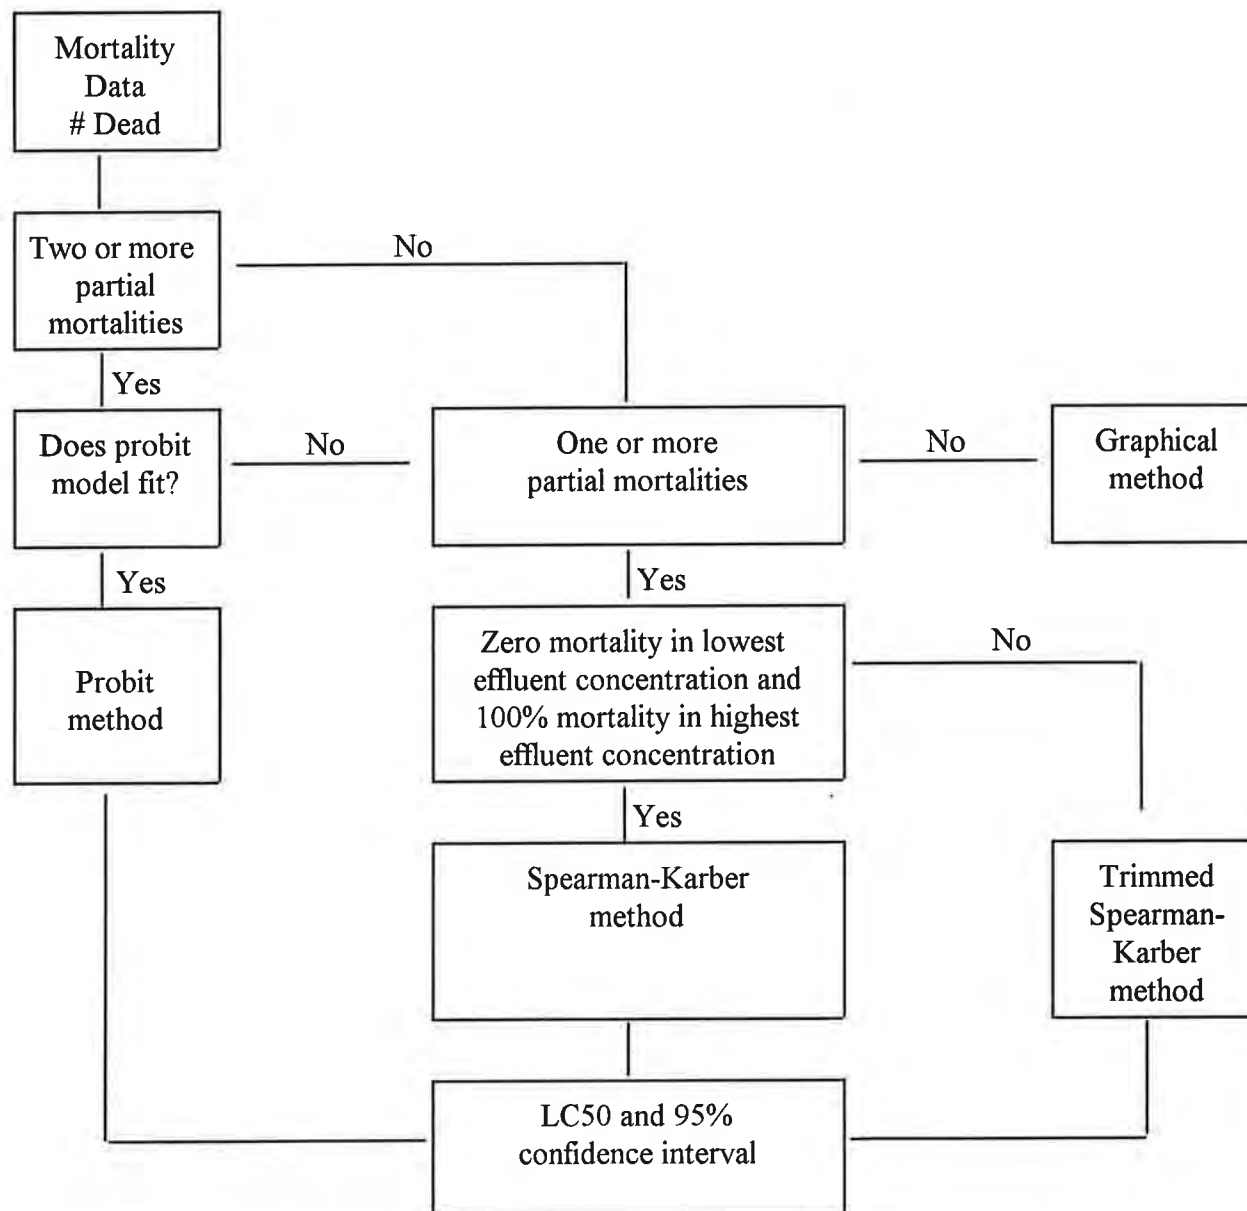 Mortality
Data
# Dead
Two or more
partial
mortalities
No
Yes
Does probit
model fit?
No
One or more
partial mortalities
No
Graphical
method
Yes
Yes
Probit
method
Zero mortality in lowest
effluent concentration and
100% mortality in highest
effluent concentration
No
Yes
Spearman-Karber
method
Trimmed
Spearman-
Karber
method
LC50 and 95%
confidence interval